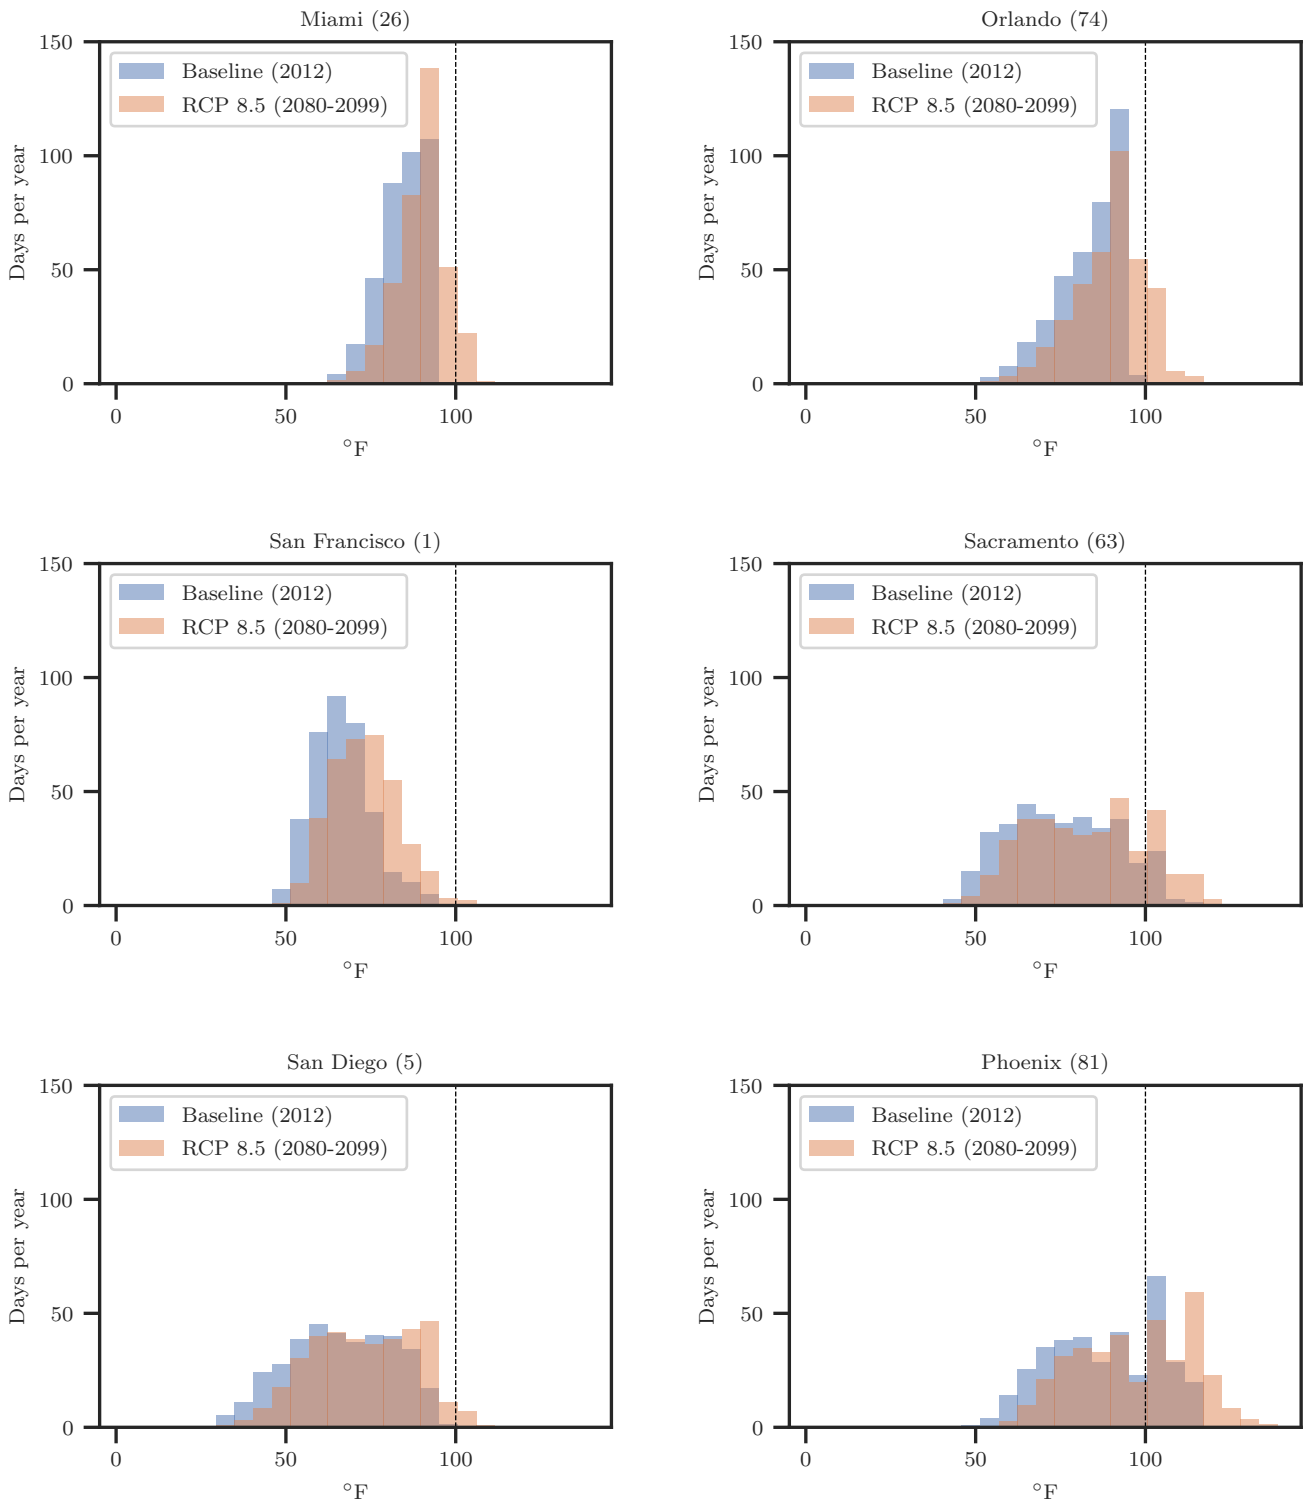 Miami (26)
150
100
50
0
Days per year
Baseline (2012)
RCP 8.5 (2080-2099)
0 50 100
°F
Orlando (74)
150
100
50
0
Days per year
Baseline (2012)
RCP 8.5 (2080-2099)
0 50 100
°F
San Francisco (1)
150
100
50
0
Days per year
Baseline (2012)
RCP 8.5 (2080-2099)
0 50 100
°F
Sacramento (63)
150
100
50
0
Days per year
Baseline (2012)
RCP 8.5 (2080-2099)
0 50 100
°F
San Diego (5)
150
100
50
0
Days per year
Baseline (2012)
RCP 8.5 (2080-2099)
0 50 100
°F
Phoenix (81)
150
100
50
0
Days per year
Baseline (2012)
RCP 8.5 (2080-2099)
0 50 100
°F